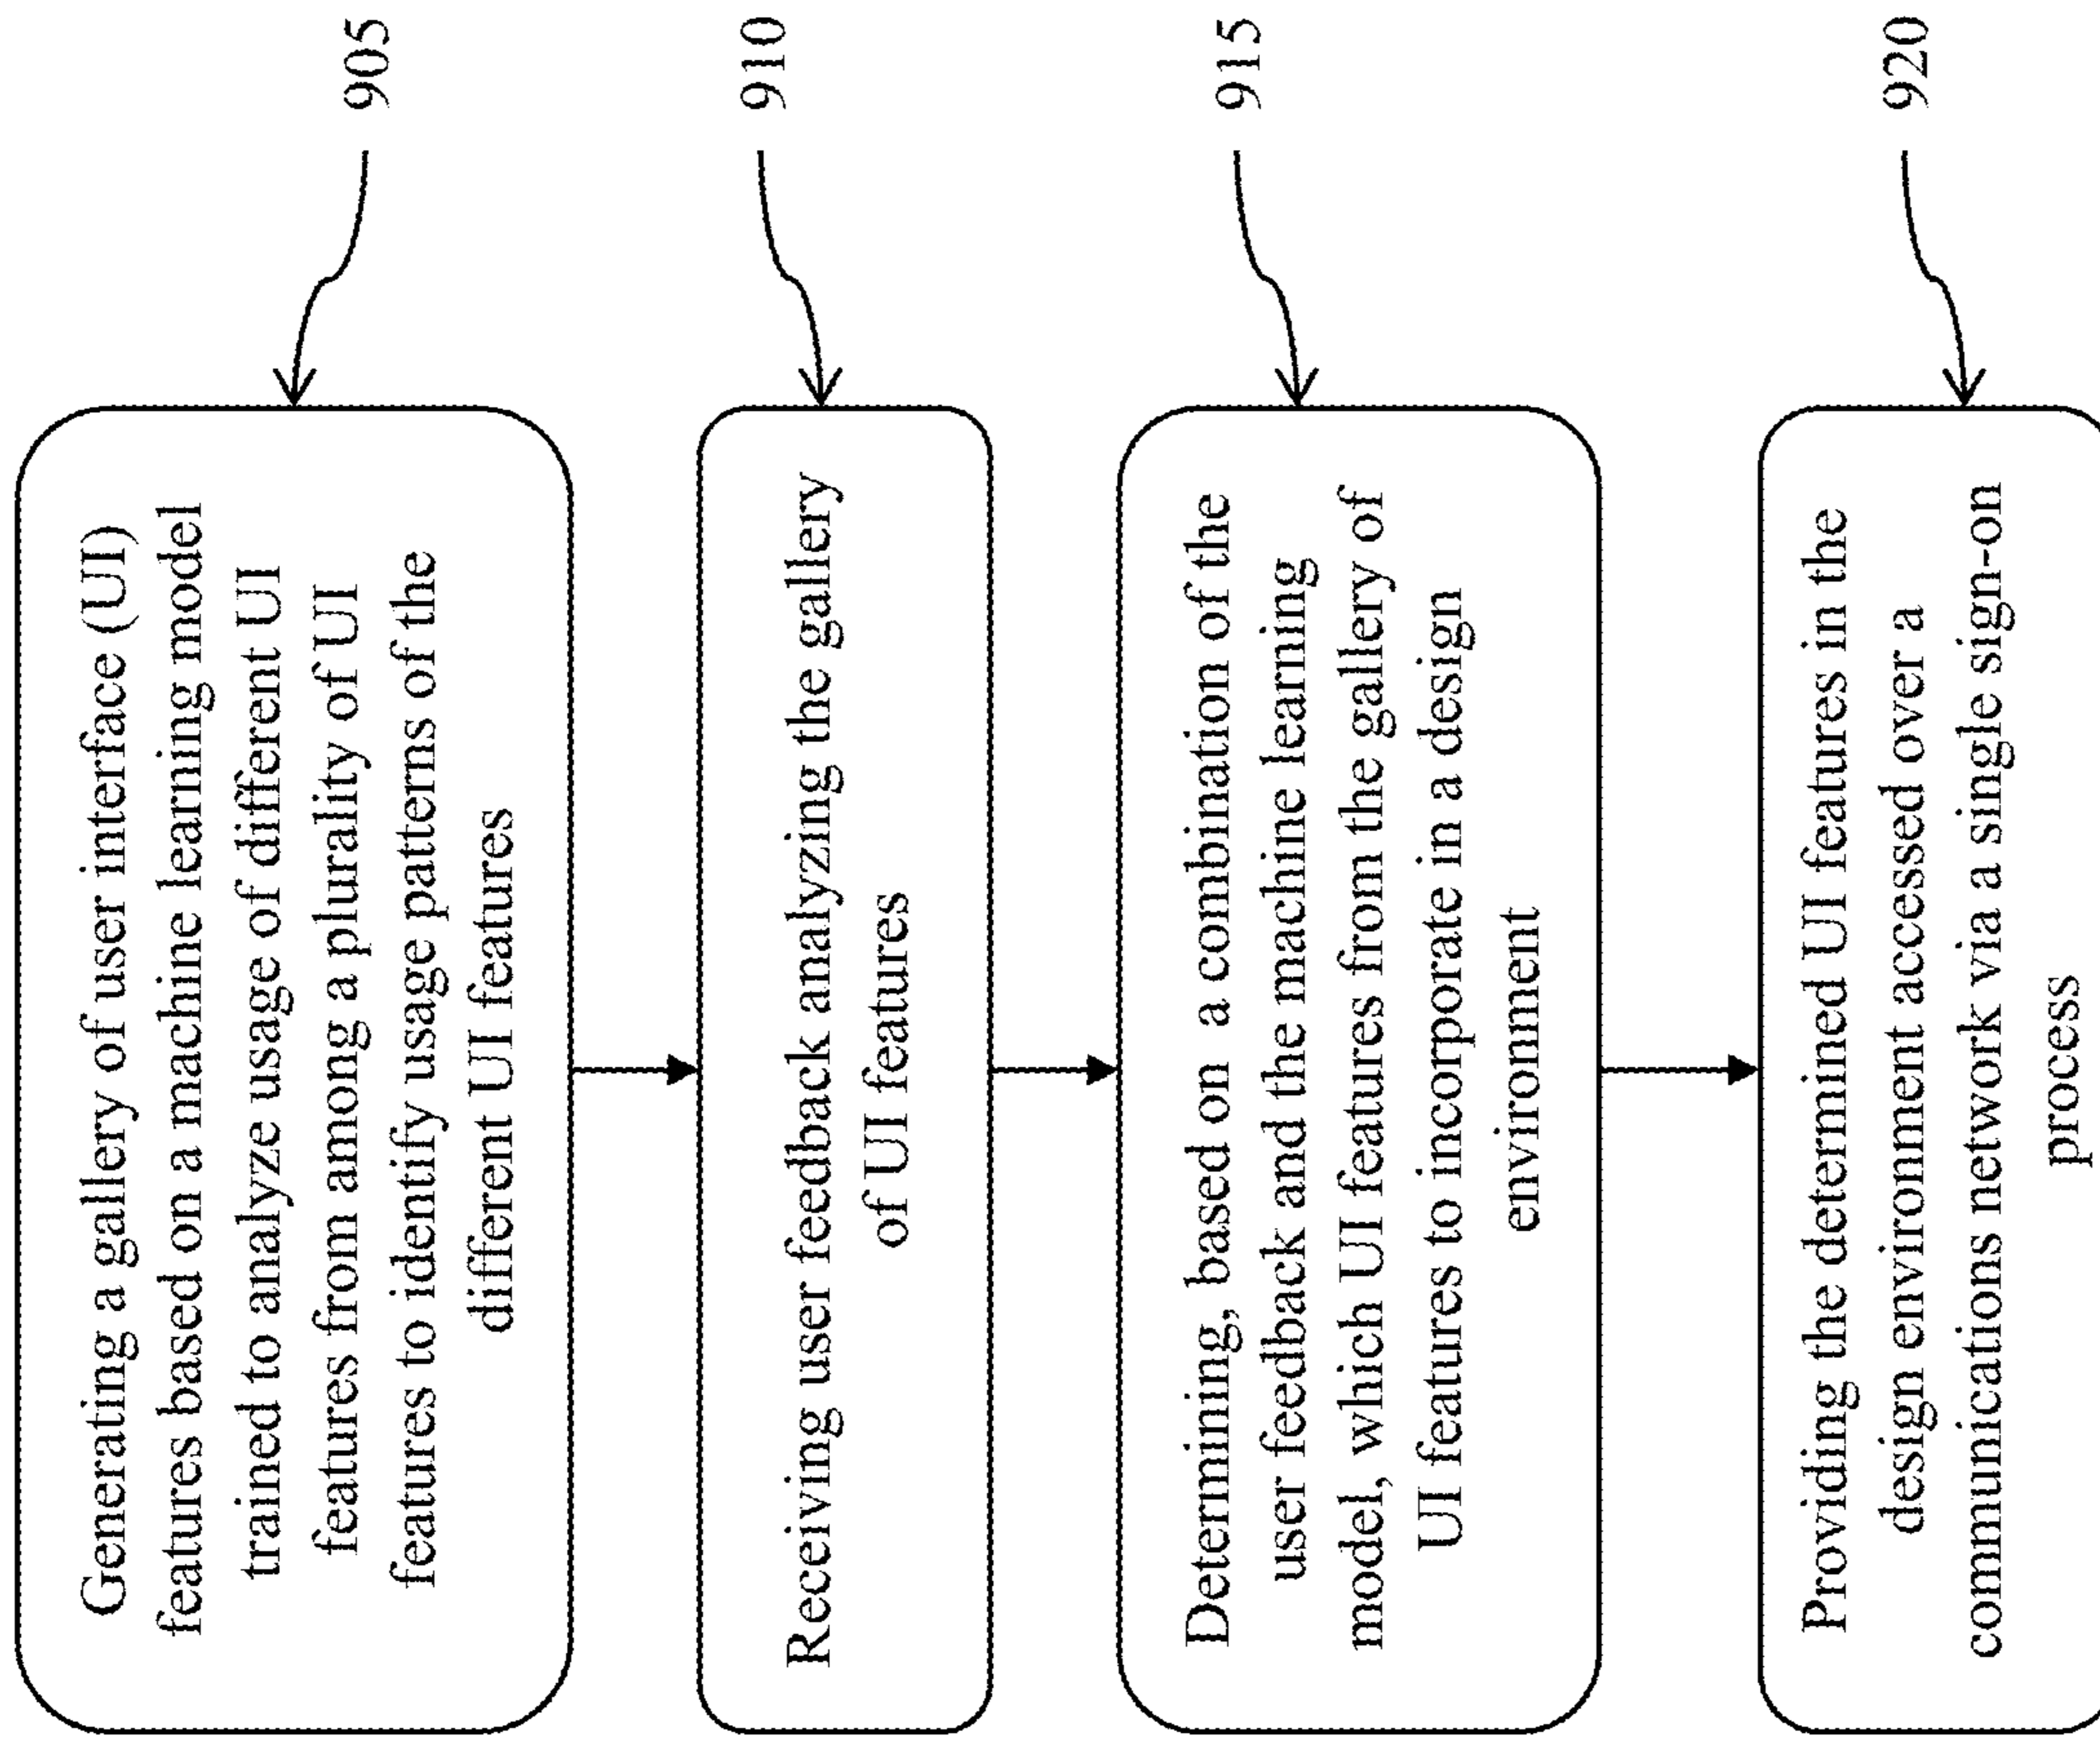 Generating a gallery of user interface (UI)
features based on a machine learning model
trained to analyze usage of different UI
features from among a plurality of UI
features to identify usage patterns of the
different UI features
905
Receiving user feedback analyzing the gallery
of UI features
910
Determining, based on a combination of the
user feedback and the machine learning
model, which UI features from the gallery of
UI features to incorporate in a design
environment
915
Providing the determined UI features in the
design environment accessed over a
communications network via a single sign-on
process
920